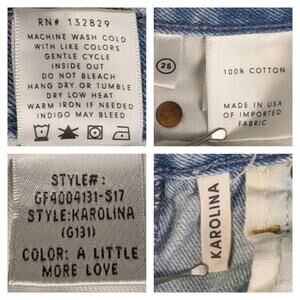 RN# 132829
MACHINE WASH COLD
WITH LIKE COLORS
GENTLE CYCLE
INSIDE OUT
DO NOT BLEACH
HANG DRY OR TUMBLE
DRY LOW HEAT
WARM IRON IF NEEDED
INDIGO MAY BLEED
25
100% COTTON
MADE IN USA
OF IMPORTED
FABRIC
STYLE#:
GF4004131-S17
STYLE:KAROLINA
(G131)
COLOR: A LITTLE
MORE LOVE
KAROLINA